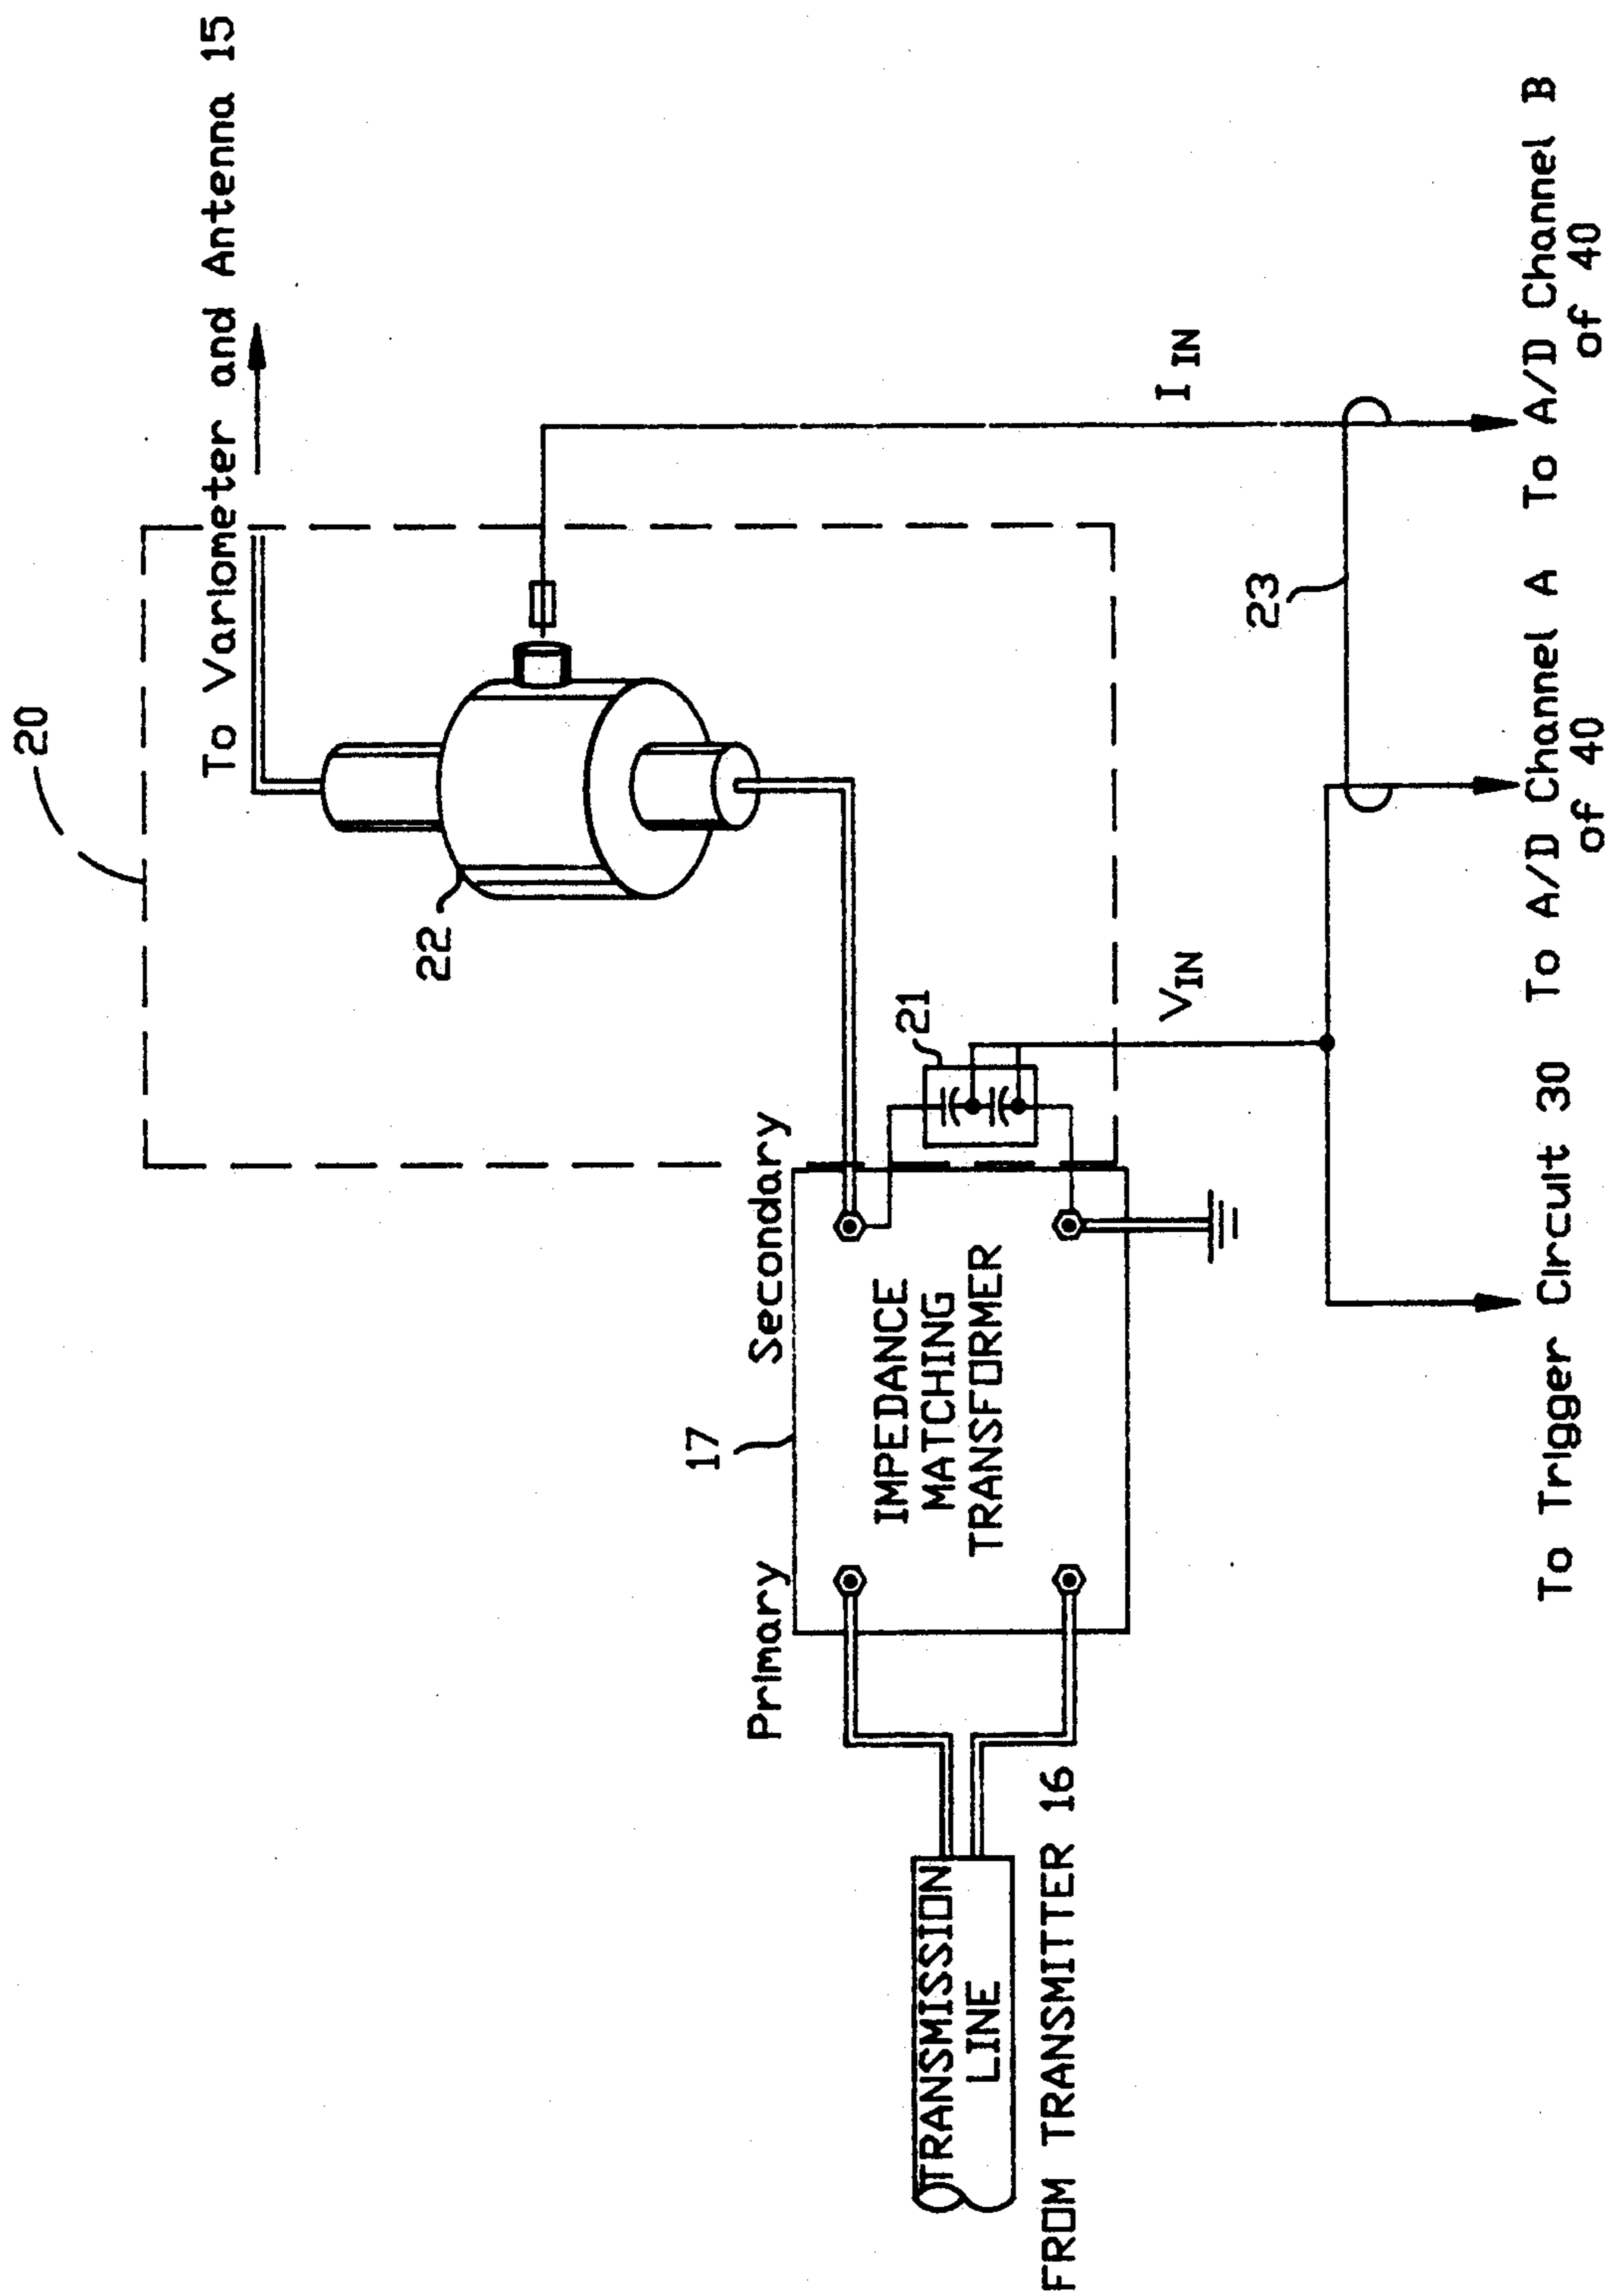 20
To Variometer and Antenna 15
22
17
Primary
Secondary
21
IMPEDANCE
MATCHING
TRANSFORMER
TRANSMISSION
LINE
FROM TRANSMITTER 16
V IN
I IN
23
To Trigger Circuit 30
To A/D Channel A
of 40
To A/D Channel B
of 40